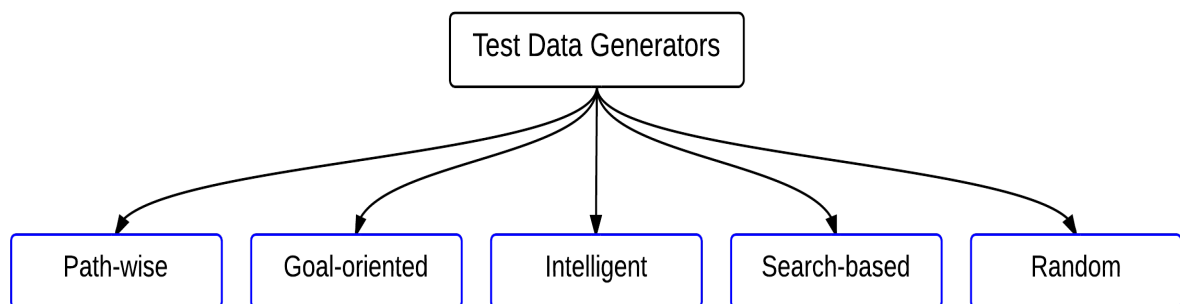 Test Data Generators
Path-wise
Goal-oriented
Intelligent
Search-based
Random